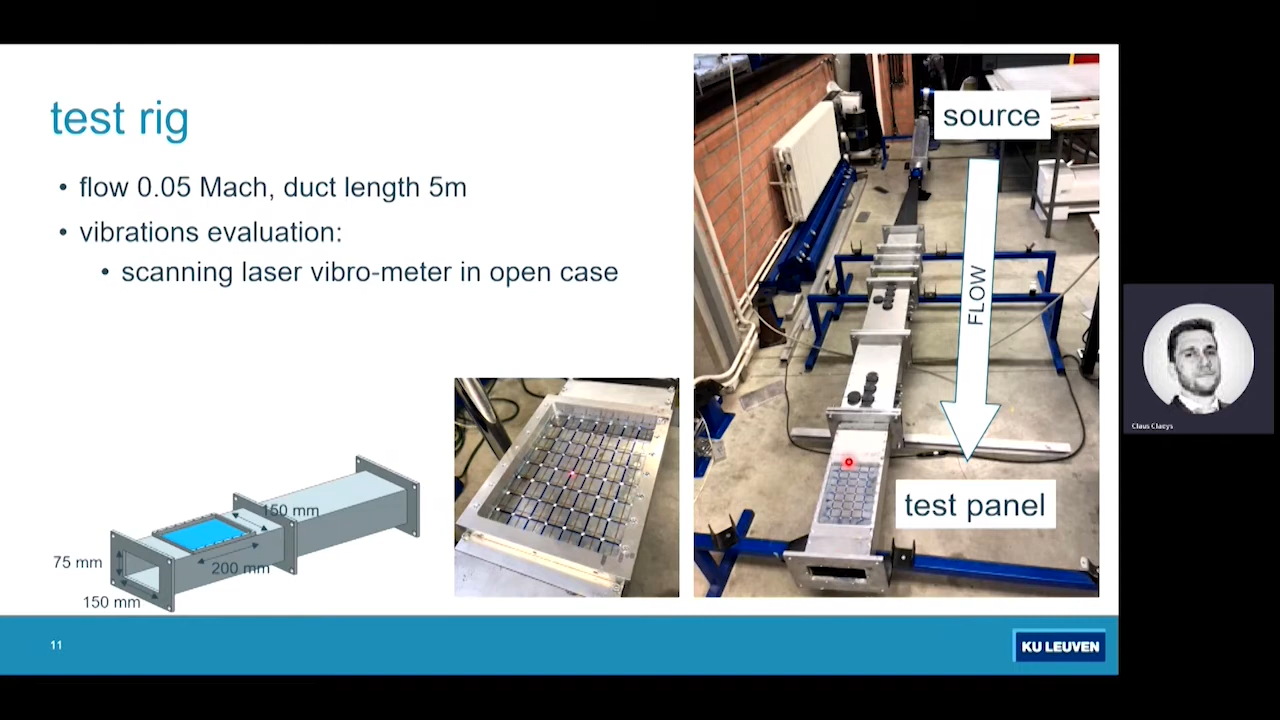 test rig
• flow 0.05 Mach, duct length 5m
• vibrations evaluation:
• scanning laser vibro-meter in open case
source
FLOW
test panel
150 mm
200 mm
75 mm
150 mm
11
KU LEUVEN
Claus Claeys